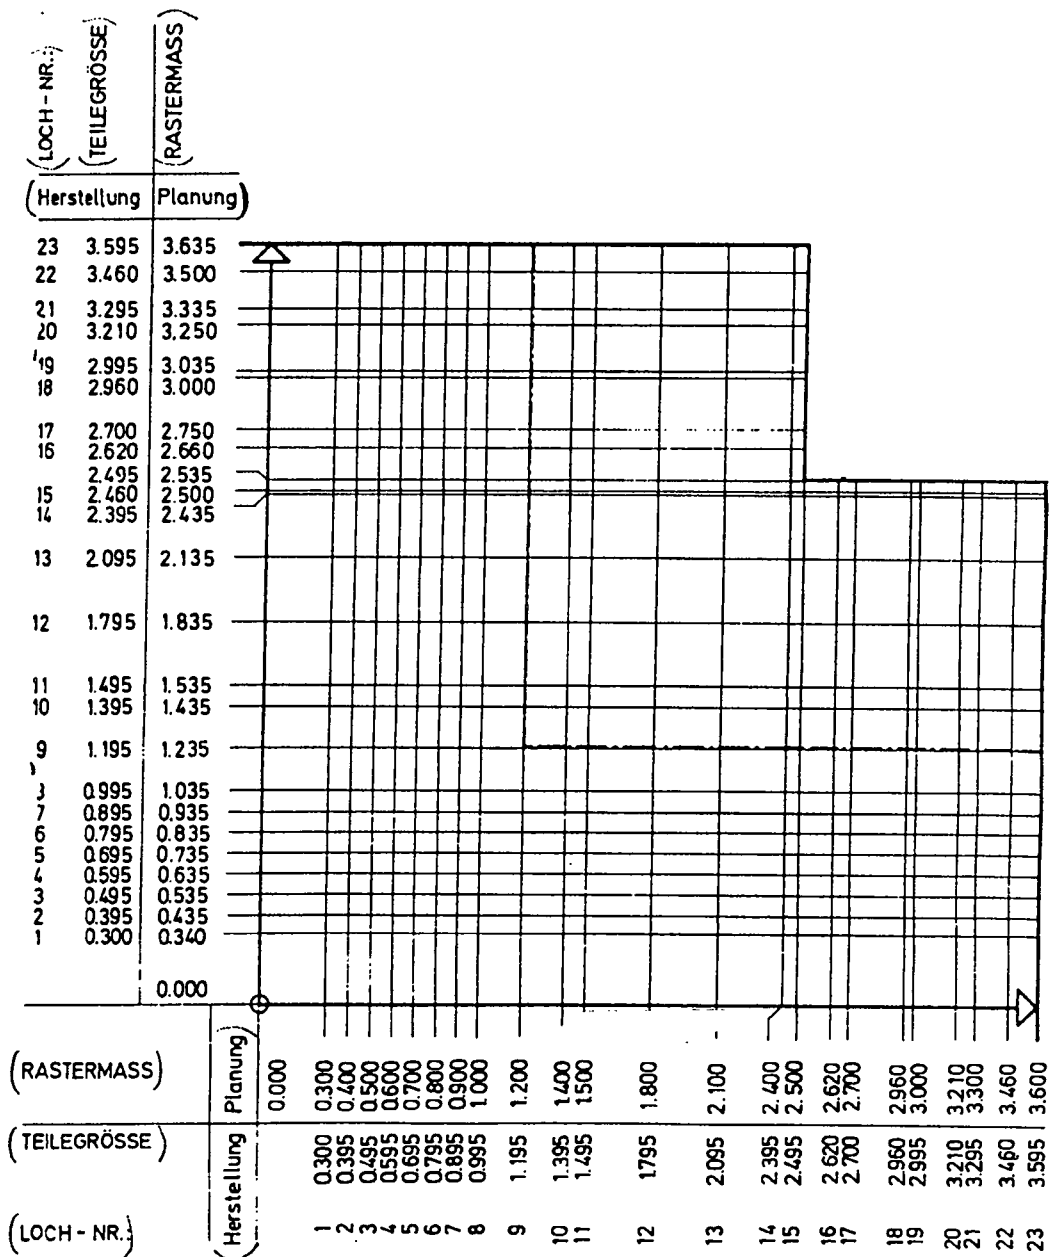 (LOCH - NR.:)
(TEILEGRÖSSE)
(RASTERMASS)
(Herstellung Planung)
23 3.595 3.635
22 3.460 3.500
21 3.295 3.335
20 3.210 3.250
19 2.995 3.035
18 2.960 3.000
17 2.700 2.750
16 2.620 2.660
2.495 2.535
15 2.460 2.500
14 2.395 2.435
13 2.095 2.135
12 1.795 1.835
11 1.495 1.535
10 1.395 1.435
9 1.195 1.235
0.995 1.035
7 0.895 0.935
6 0.795 0.835
5 0.695 0.735
4 0.595 0.635
3 0.495 0.535
2 0.395 0.435
1 0.300 0.340
0.000
(RASTERMASS) Planung) 0.000 0.300 0.400 0.500 0.600 0.700 0.800 0.900 1.000 1.200 1.400 1.500 1.800 2.100 2.400 2.500 2.620 2.700 2.960 3.000 3.210 3.300 3.460 3.600
(TEILEGRÖSSE) (Herstellung 0.300 0.395 0.495 0.595 0.695 0.795 0.895 0.995 1.195 1.395 1.495 1.795 2.095 2.395 2.495 2.620 2.700 2.960 2.995 3.210 3.295 3.460 3.595
(LOCH - NR.:) 1 2 3 4 5 6 7 8 9 10 11 12 13 14 15 16 17 18 19 20 21 22 23